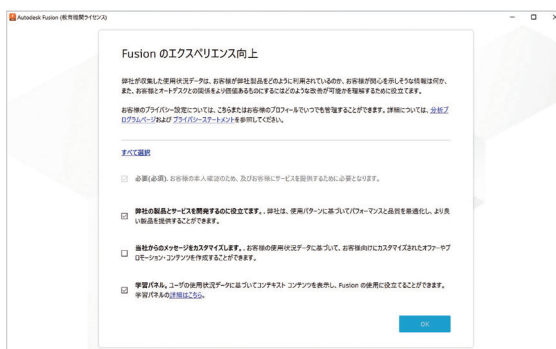 Autodesk Fusion (教育機関ライセンス)
Fusion のエクスペリエンス向上
弊社が収集した使用状況データは、お客様が弊社製品をどのように利用されているのか、お客様が関心を示しそうな情報は何か、
また、お客様とオートデスクとの関係をより価値あるものにするにはどのような改善が可能かを理解するために役立てます。
お客様のプライバシー設定については、こちらまたはお客様のプロフィールでいつでも管理することができます。詳細については、分析プ
ログラムページおよび プライバシーステートメントを参照してください。
すべて選択
必要(必須). お客様の本人確認のため、及びお客様にサービスを提供するために必要となります。
弊社の製品とサービスを開発するのに役立てます。. 弊社は、使用パターンに基づいてパフォーマンスと品質を最適化し、より良
い製品を提供することができます。
当社からのメッセージをカスタマイズします。. お客様の使用状況データに基づいて、お客様向けにカスタマイズされたオファーやプ
ロモーション・コンテンツを作成することができます。
学習パネル。ユーザの使用状況データに基づいてコンテキスト コンテンツを表示し、Fusion の使用に役立てることができます。
学習パネルの詳細はこちら。
OK